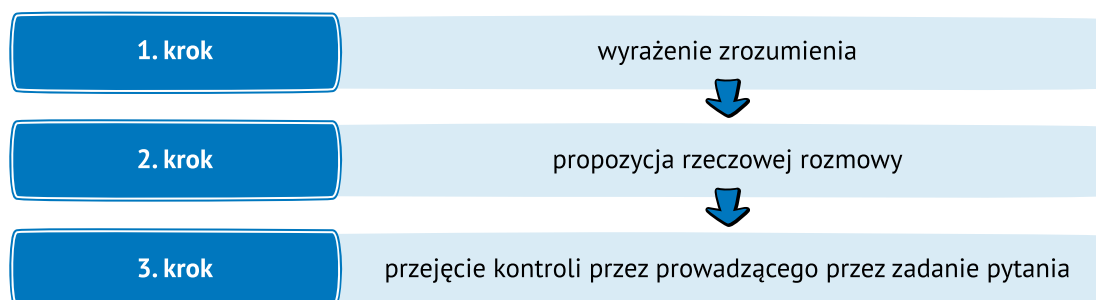 1. krok
wyrażenie zrozumienia
2. krok
propozycja rzeczowej rozmowy
3. krok
przejęcie kontroli przez prowadzącego przez zadanie pytania